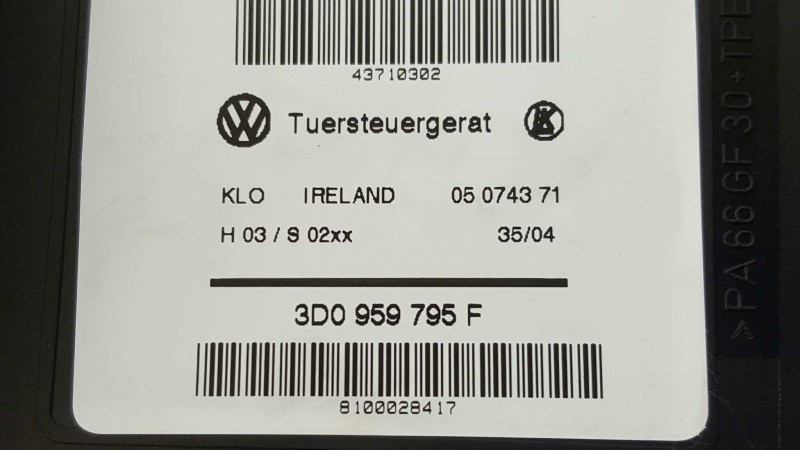 43710302
VW Tuersteuergerat K
KLO IRELAND 05 0743 71
H 03 / S 02xx 35/04
3D0 959 795 F
8100028417
>PA 66 GF 30+TPE